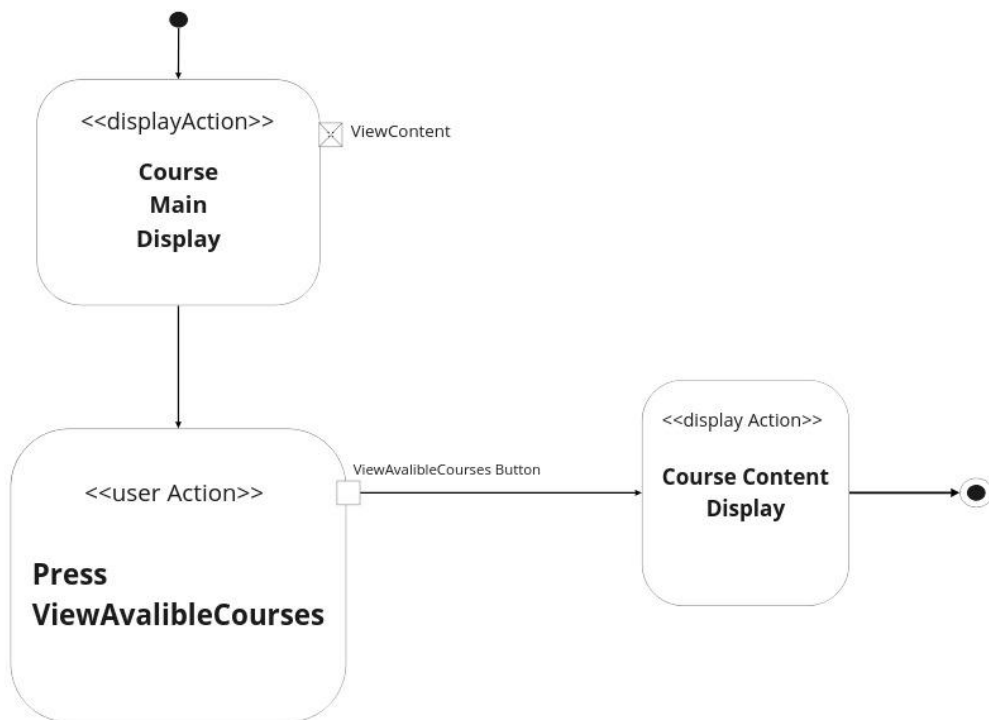 <<displayAction>>
ViewContent
Course
Main
Display
<<user Action>>
ViewAvalibleCourses Button
Press
ViewAvalibleCourses
<<display Action>>
Course Content
Display